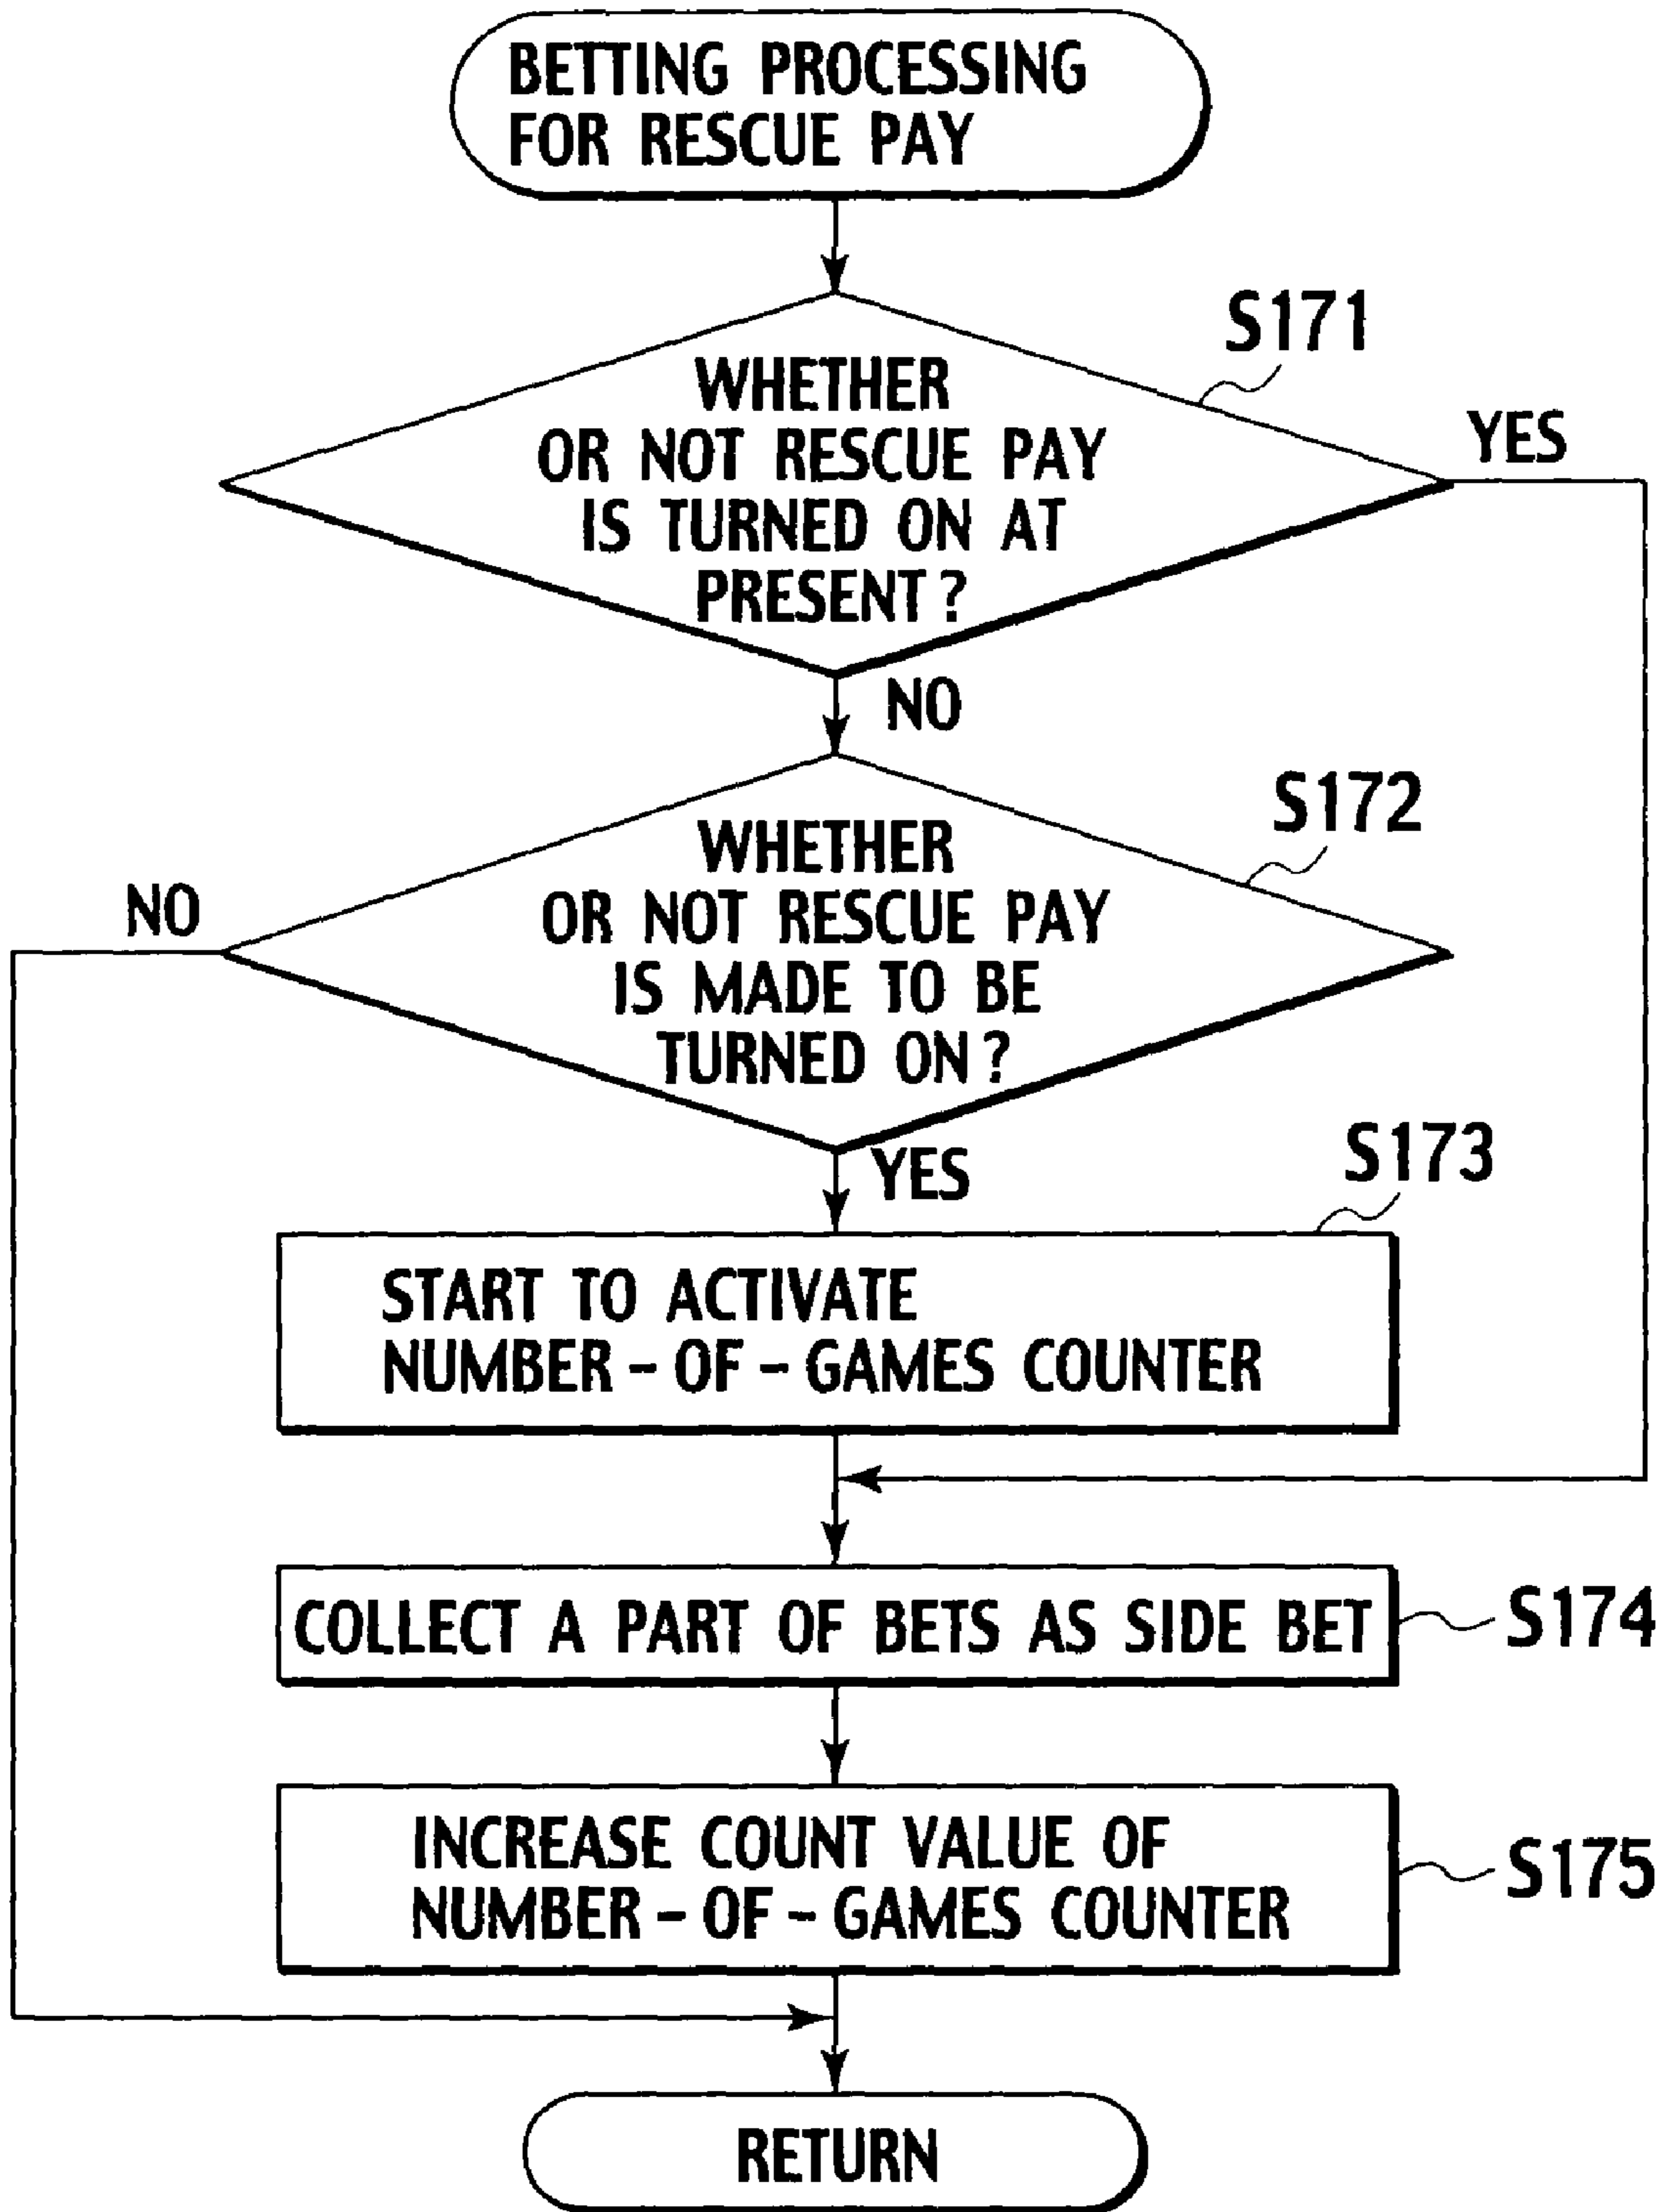 BETTING PROCESSING
FOR RESCUE PAY
S171
WHETHER
OR NOT RESCUE PAY
IS TURNED ON AT
PRESENT?
YES
NO
S172
WHETHER
OR NOT RESCUE PAY
IS MADE TO BE
TURNED ON?
NO
YES
S173
START TO ACTIVATE
NUMBER-OF-GAMES COUNTER
COLLECT A PART OF BETS AS SIDE BET
S174
INCREASE COUNT VALUE OF
NUMBER-OF-GAMES COUNTER
S175
RETURN